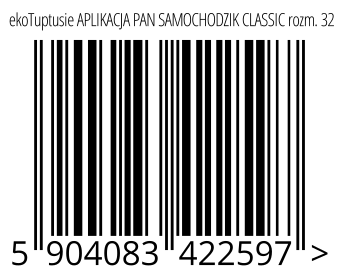 ekoTuptusie APLIKACJA PAN SAMOCHODZIK CLASSIC rozm. 32
5 904083 422597 >